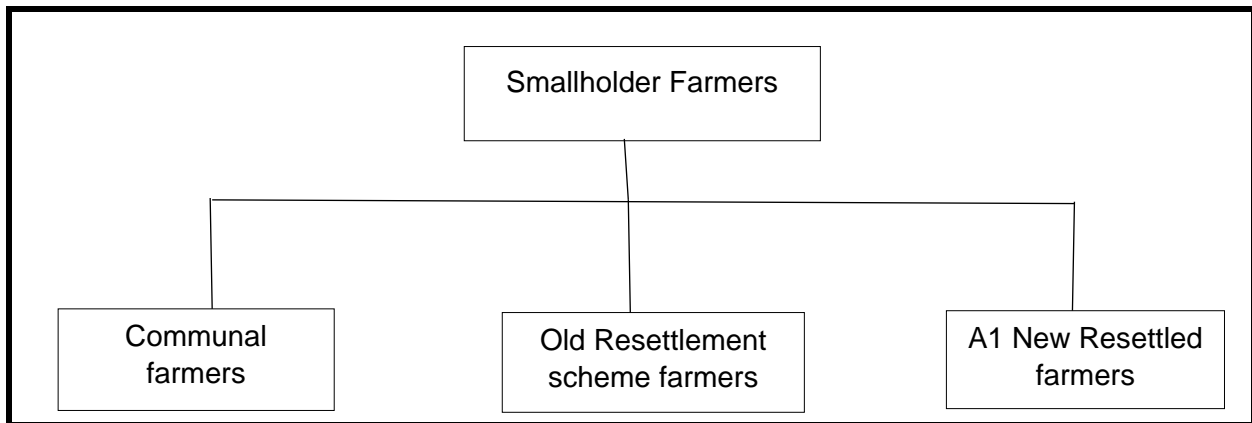 Smallholder Farmers
Communal
farmers
Old Resettlement
scheme farmers
A1 New Resettled
farmers